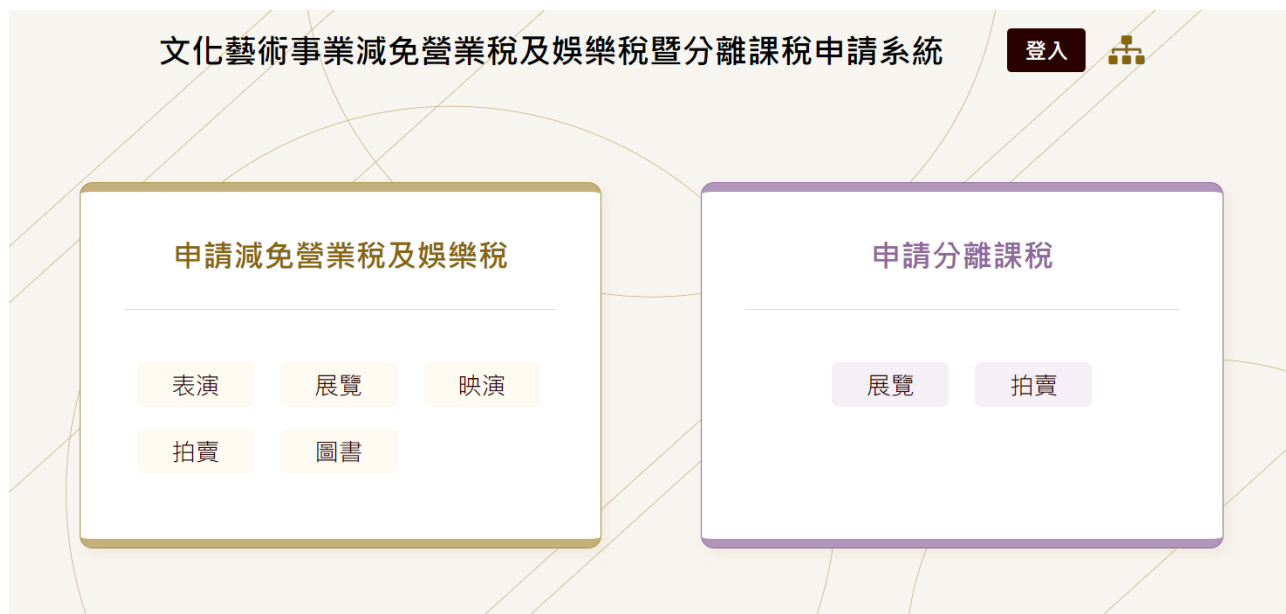 文化藝術事業減免營業稅及娛樂稅暨分離課稅申請系統 登入
申請減免營業稅及娛樂稅
表演 展覽 映演
拍賣 圖書
申請分離課稅
展覽 拍賣